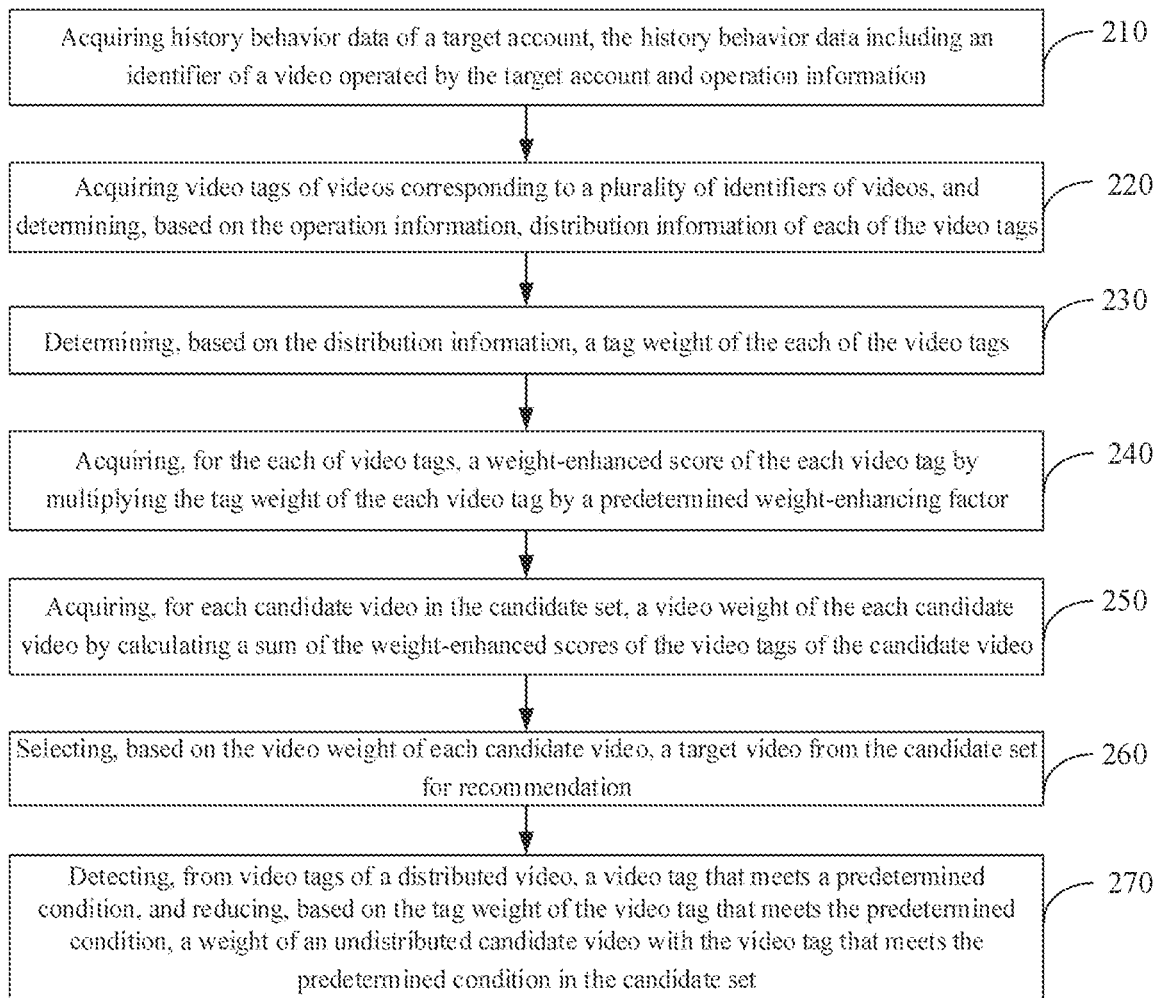 Acquiring history behavior data of a target account, the history behavior data including an
identifier of a video operated by the target account and operation information
210
Acquiring video tags of videos corresponding to a plurality of identifiers of videos, and
determining, based on the operation information, distribution information of each of the video tags
220
Determining, based on the distribution information, a tag weight of the each of the video tags
230
Acquiring, for the each of video tags, a weight-enhanced score of the each video tag by
multiplying the tag weight of the each video tag by a predetermined weight-enhancing factor
240
Acquiring, for each candidate video in the candidate set, a video weight of the each candidate
video by calculating a sum of the weight-enhanced scores of the video tags of the candidate video
250
Selecting, based on the video weight of each candidate video, a target video from the candidate set
for recommendation
260
Detecting, from video tags of a distributed video, a video tag that meets a predetermined
condition, and reducing, based on the tag weight of the video tag that meets the predetermined
condition, a weight of an undistributed candidate video with the video tag that meets the
predetermined condition in the candidate set
270